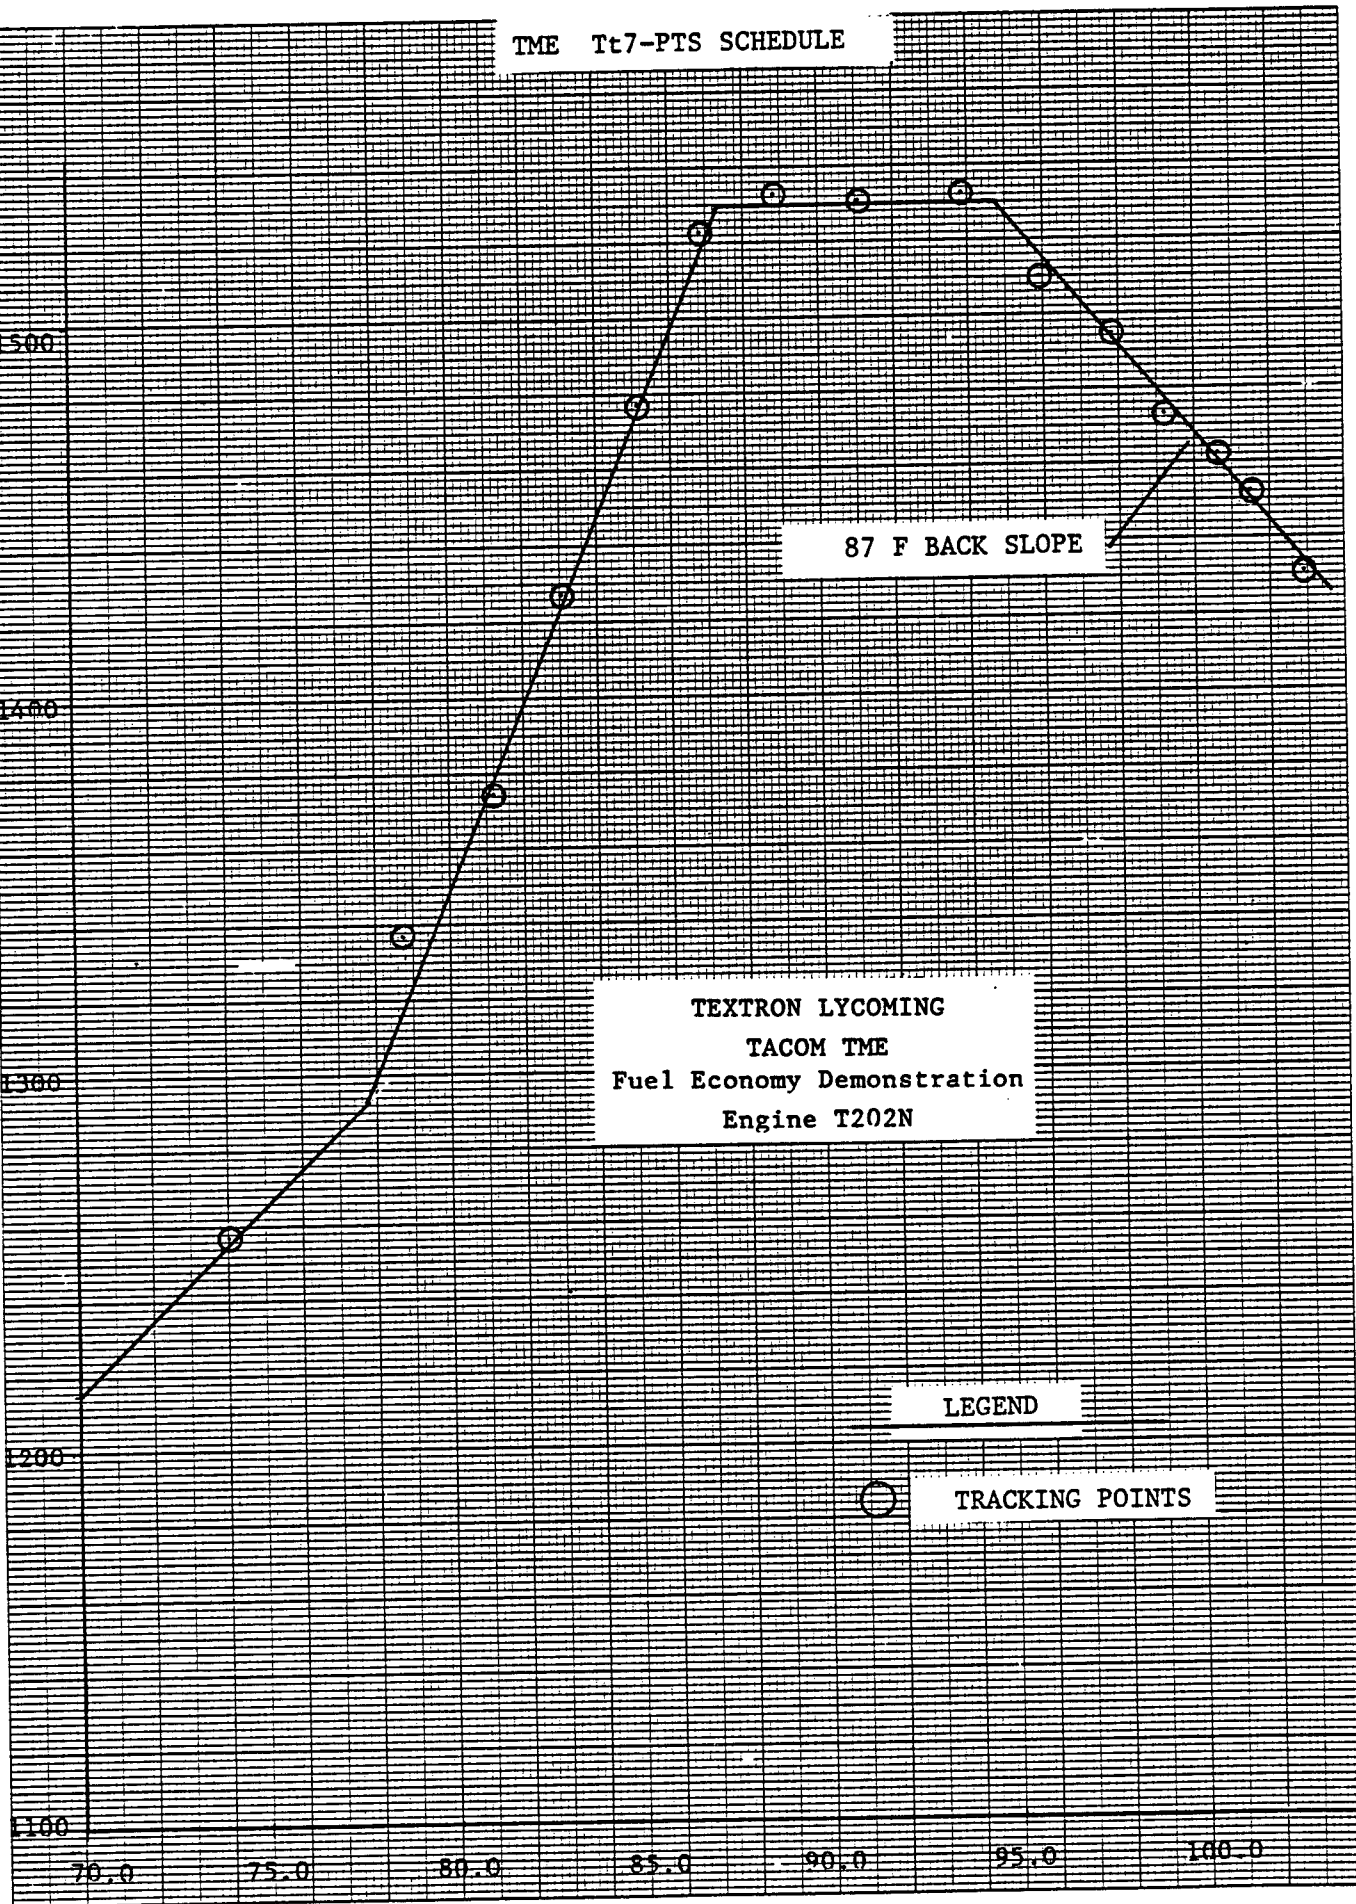 TME Tt7-PTS SCHEDULE
1500
87 F BACK SLOPE
1400
TEXTRON LYCOMING
TACOM TME
Fuel Economy Demonstration
Engine T202N
1300
LEGEND
1200
TRACKING POINTS
1100
70.0 75.0 80.0 85.0 90.0 95.0 100.0